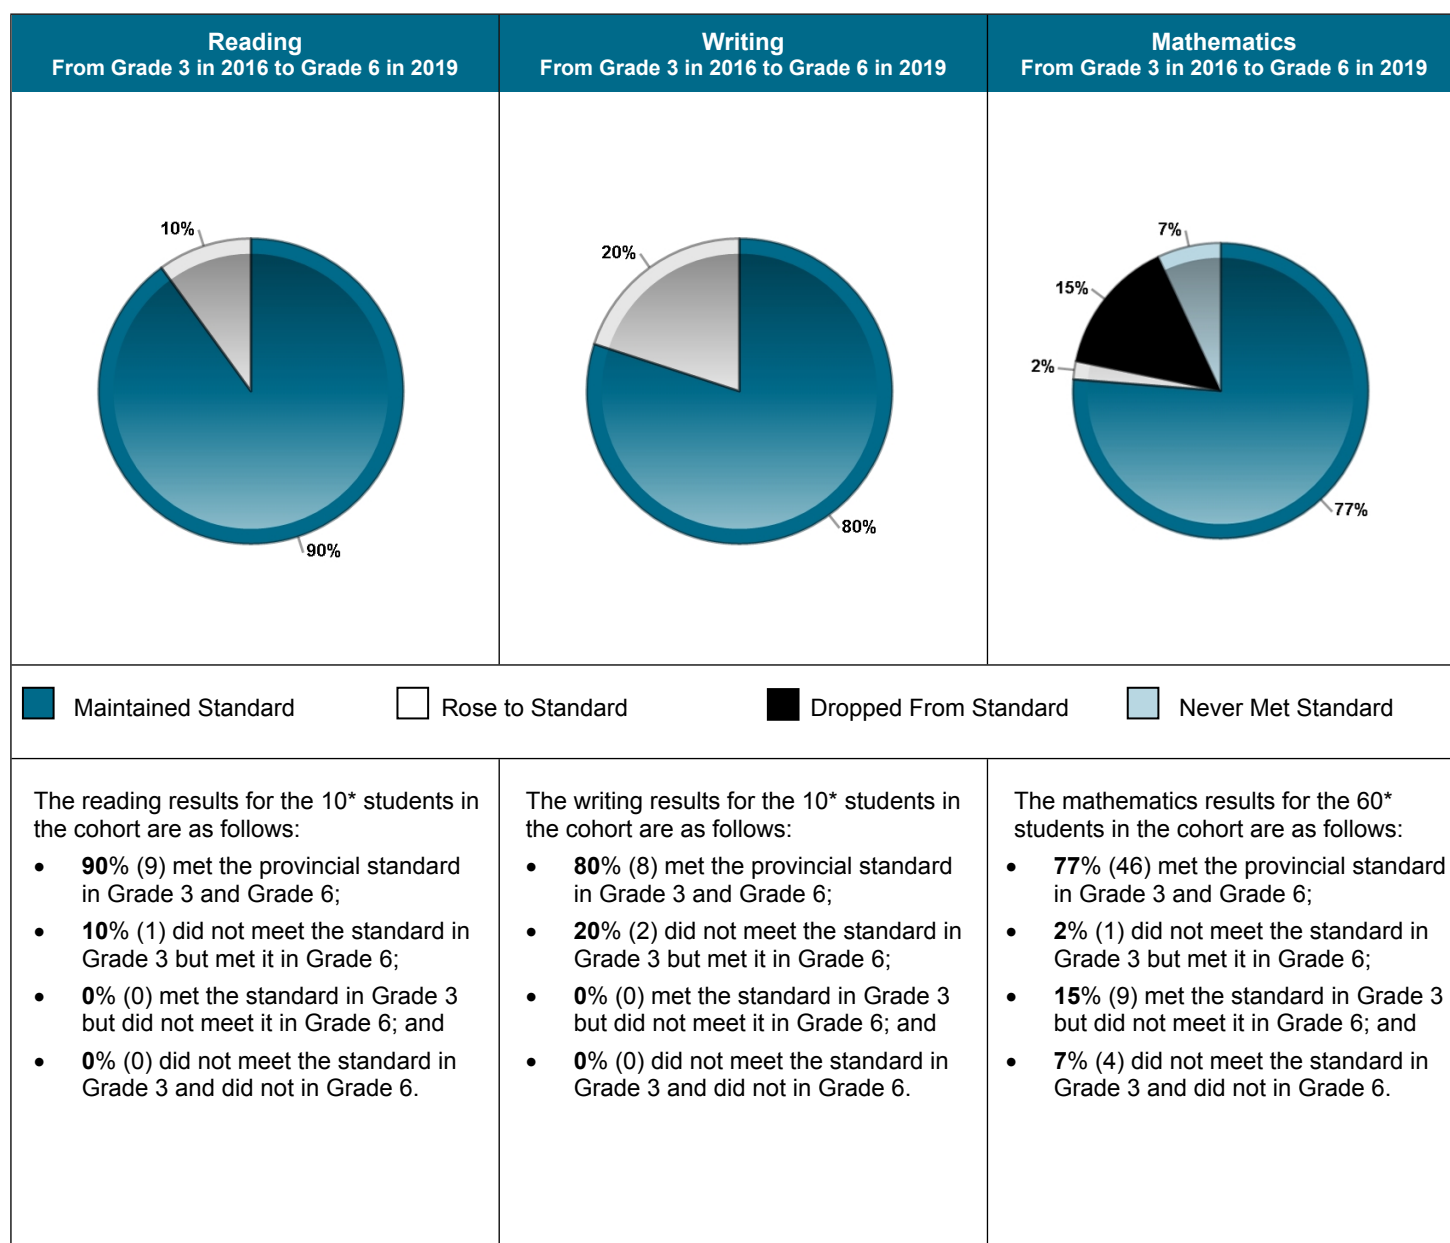 Reading
From Grade 3 in 2016 to Grade 6 in 2019
Writing
From Grade 3 in 2016 to Grade 6 in 2019
Mathematics
From Grade 3 in 2016 to Grade 6 in 2019
10%
90%
20%
80%
7%
15%
2%
77%
Maintained Standard
Rose to Standard
Dropped From Standard
Never Met Standard
The reading results for the 10* students in
the cohort are as follows:
• 90% (9) met the provincial standard
in Grade 3 and Grade 6;
• 10% (1) did not meet the standard in
Grade 3 but met it in Grade 6;
• 0% (0) met the standard in Grade 3
but did not meet it in Grade 6; and
• 0% (0) did not meet the standard in
Grade 3 and did not in Grade 6.
The writing results for the 10* students in
the cohort are as follows:
• 80% (8) met the provincial standard
in Grade 3 and Grade 6;
• 20% (2) did not meet the standard in
Grade 3 but met it in Grade 6;
• 0% (0) met the standard in Grade 3
but did not meet it in Grade 6; and
• 0% (0) did not meet the standard in
Grade 3 and did not in Grade 6.
The mathematics results for the 60*
students in the cohort are as follows:
• 77% (46) met the provincial standard
in Grade 3 and Grade 6;
• 2% (1) did not meet the standard in
Grade 3 but met it in Grade 6;
• 15% (9) met the standard in Grade 3
but did not meet it in Grade 6; and
• 7% (4) did not meet the standard in
Grade 3 and did not in Grade 6.